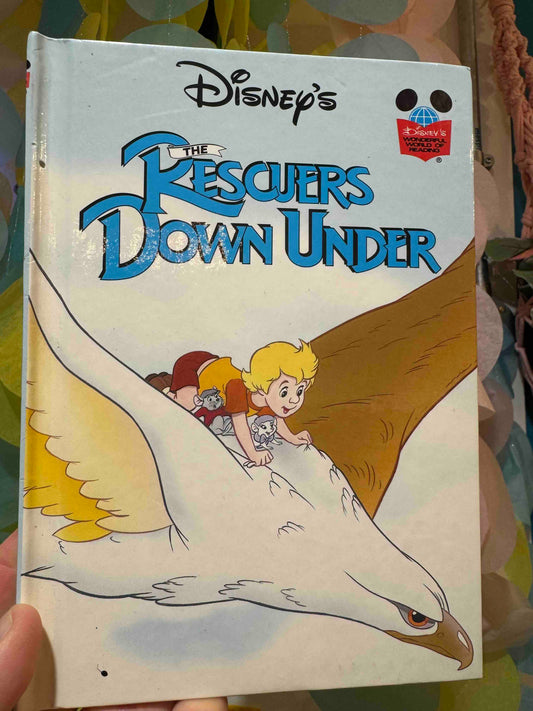 Disney's
THE
RESCUERS
DOWN UNDER
Disney's
WONDERFUL
WORLD OF
READING
®